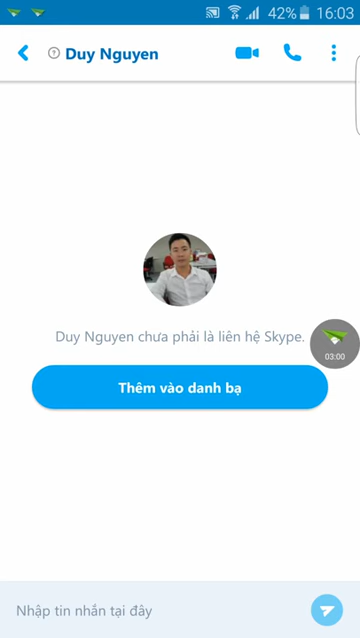 42% 16:03
Duy Nguyen
Duy Nguyen chưa phải là liên hệ Skype.
03:00
Thêm vào danh bạ
Nhập tin nhắn tại đây